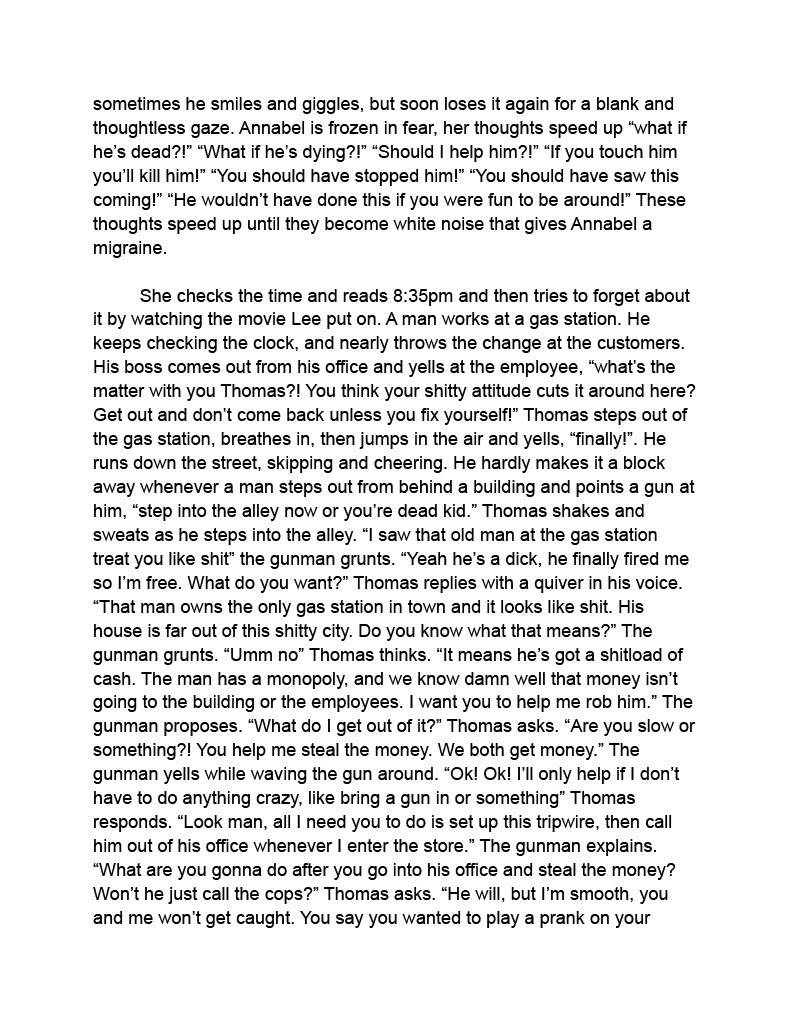 sometimes he smiles and giggles, but soon loses it again for a blank and
thoughtless gaze. Annabel is frozen in fear, her thoughts speed up “what if
he’s dead?!” “What if he’s dying?!” “Should I help him?!” “If you touch him
you’ll kill him!” “You should have stopped him!” “You should have saw this
coming!” “He wouldn’t have done this if you were fun to be around!” These
thoughts speed up until they become white noise that gives Annabel a
migraine.
She checks the time and reads 8:35pm and then tries to forget about
it by watching the movie Lee put on. A man works at a gas station. He
keeps checking the clock, and nearly throws the change at the customers.
His boss comes out from his office and yells at the employee, “what’s the
matter with you Thomas?! You think your shitty attitude cuts it around here?
Get out and don’t come back unless you fix yourself!” Thomas steps out of
the gas station, breathes in, then jumps in the air and yells, “finally!”. He
runs down the street, skipping and cheering. He hardly makes it a block
away whenever a man steps out from behind a building and points a gun at
him, “step into the alley now or you’re dead kid.” Thomas shakes and
sweats as he steps into the alley. “I saw that old man at the gas station
treat you like shit” the gunman grunts. “Yeah he’s a dick, he finally fired me
so I’m free. What do you want?” Thomas replies with a quiver in his voice.
“That man owns the only gas station in town and it looks like shit. His
house is far out of this shitty city. Do you know what that means?” The
gunman grunts. “Umm no” Thomas thinks. “It means he’s got a shitload of
cash. The man has a monopoly, and we know damn well that money isn’t
going to the building or the employees. I want you to help me rob him.” The
gunman proposes. “What do I get out of it?” Thomas asks. “Are you slow or
something?! You help me steal the money. We both get money.” The
gunman yells while waving the gun around. “Ok! Ok! I’ll only help if I don’t
have to do anything crazy, like bring a gun in or something” Thomas
responds. “Look man, all I need you to do is set up this tripwire, then call
him out of his office whenever I enter the store.” The gunman explains.
“What are you gonna do after you go into his office and steal the money?
Won’t he just call the cops?” Thomas asks. “He will, but I’m smooth, you
and me won’t get caught. You say you wanted to play a prank on your